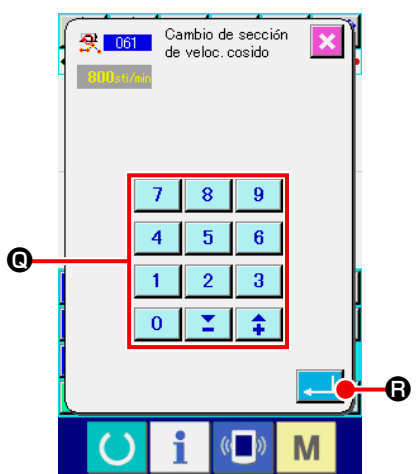 061
Cambio de sección
de veloc. cosido
800sti/min
7 8 9
4 5 6
1 2 3
0
Q
R
i
M